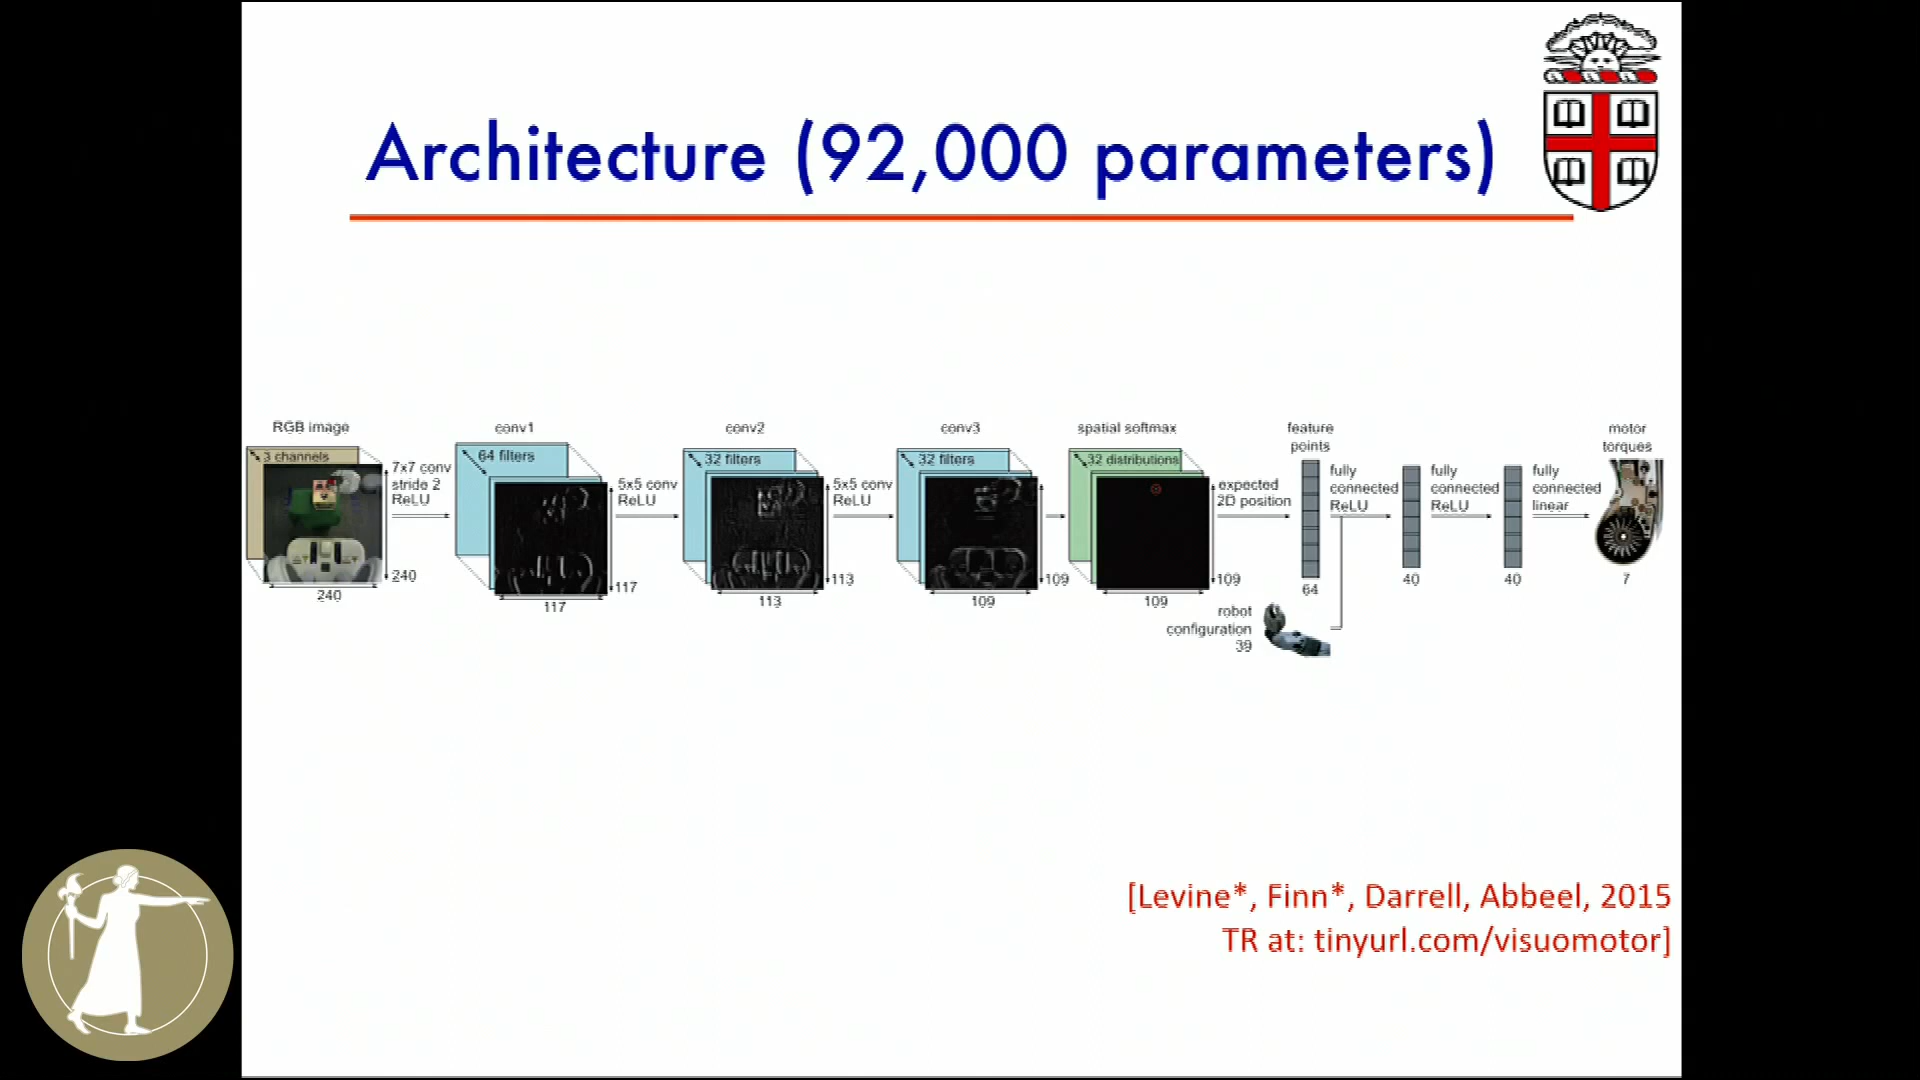 Architecture (92,000 parameters)
RGB image
3 channels
240
240
7x7 conv
stride 2
ReLU
conv1
64 filters
117
117
5x5 conv
ReLU
conv2
32 filters
113
113
5x5 conv
ReLU
conv3
32 filters
109
109
spatial softmax
32 distributions
109
109
expected
2D position
feature
points
64
robot
configuration
39
fully
connected
ReLU
40
fully
connected
ReLU
40
fully
connected
linear
motor
torques
7
[Levine*, Finn*, Darrell, Abbeel, 2015
TR at: tinyurl.com/visuomotor]